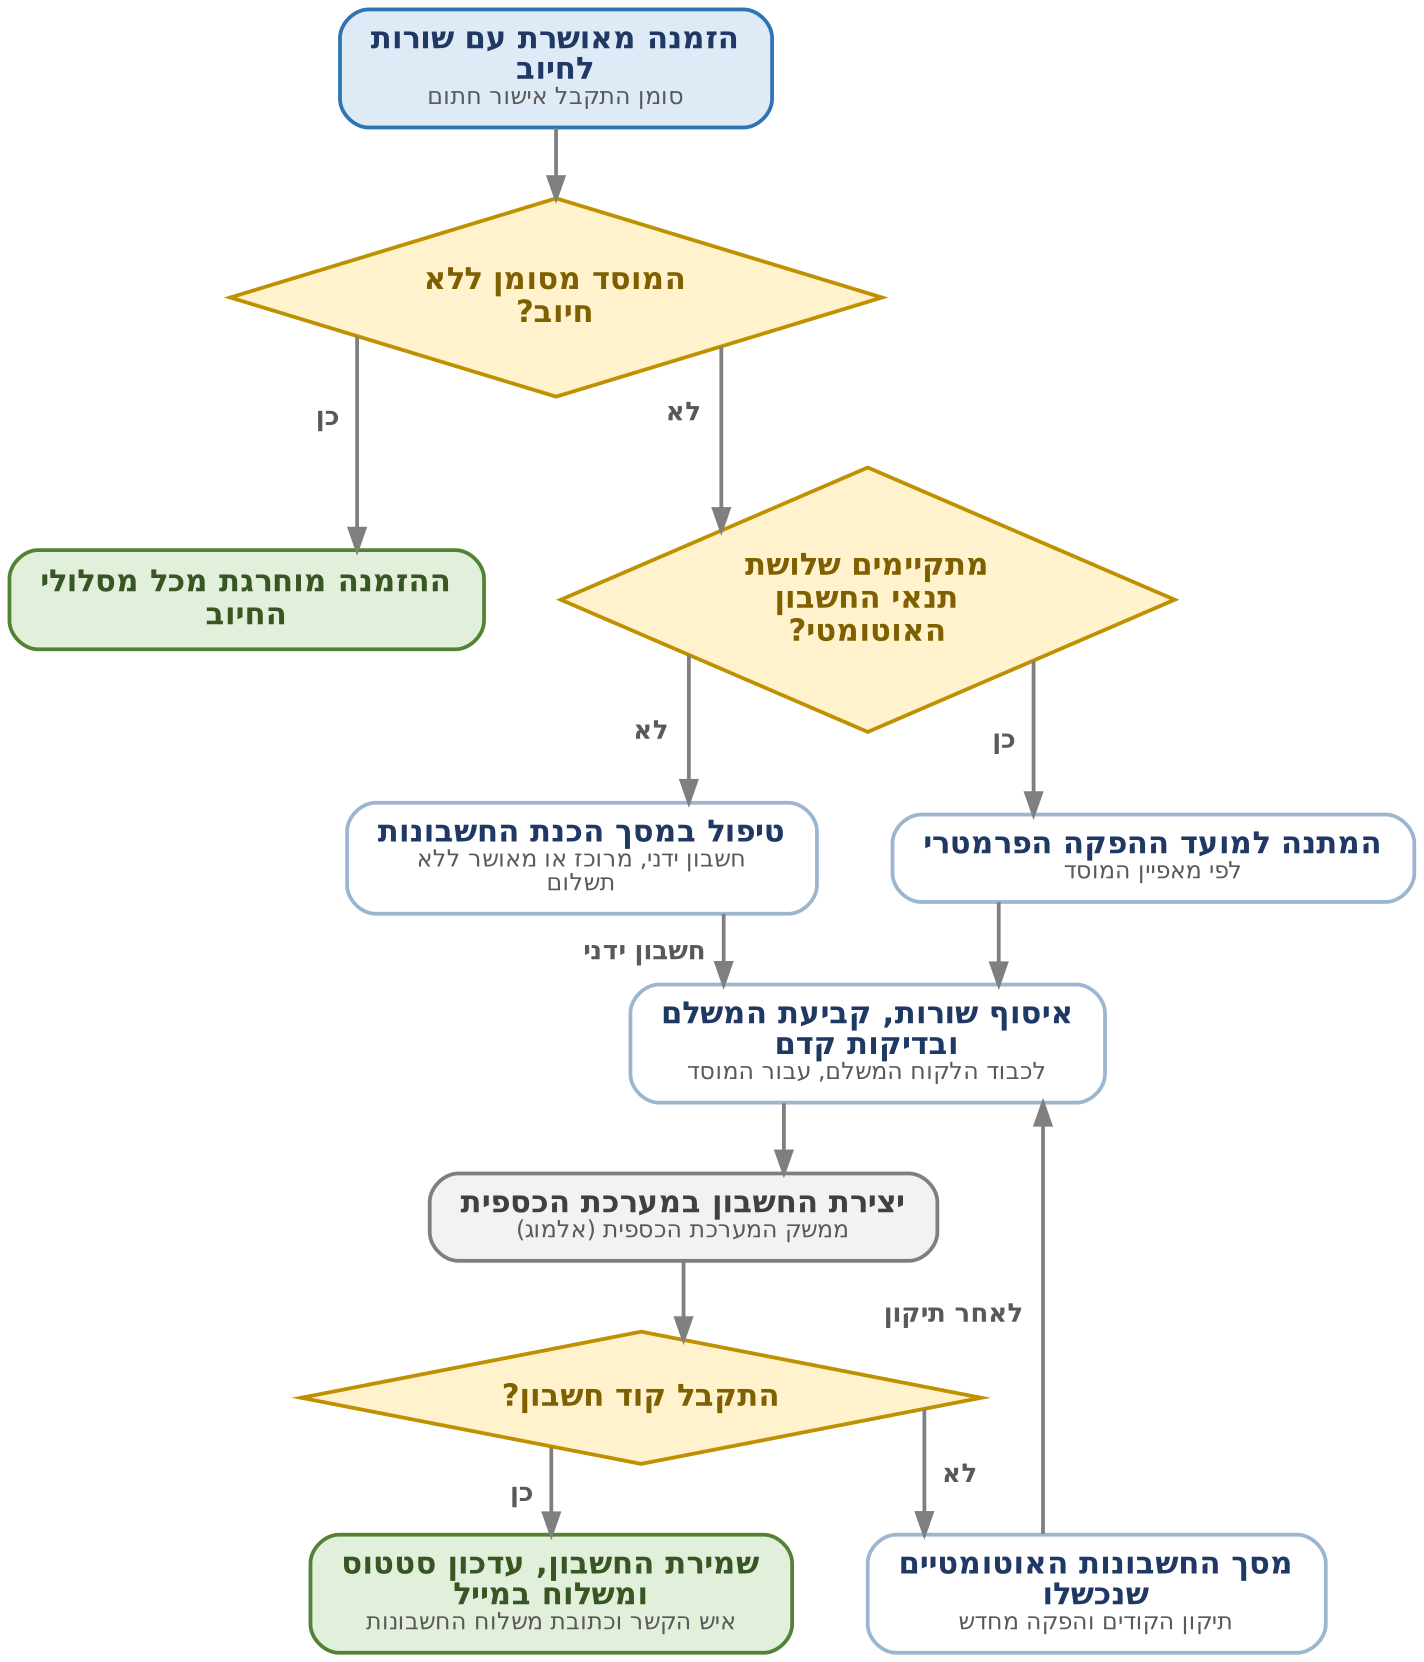 הזמנה מאושרת עם שורות
לחיוב
סומן התקבל אישור חתום
המוסד מסומן ללא
חיוב?
כן
לא
ההזמנה מוחרגת מכל מסלולי
החיוב
מתקיימים שלושת
תנאי החשבון
האוטומטי?
כן
לא
המתנה למועד ההפקה הפרמטרי
לפי מאפיין המוסד
טיפול במסך הכנת החשבונות
חשבון ידני, מרוכז או מאושר ללא
תשלום
חשבון ידני
איסוף שורות, קביעת המשלם
ובדיקות קדם
לכבוד הלקוח המשלם, עבור המוסד
יצירת החשבון במערכת הכספית
ממשק המערכת הכספית (אלמוג)
לאחר תיקון
התקבל קוד חשבון?
לא
כן
מסך החשבונות האוטומטיים
שנכשלו
תיקון הקודים והפקה מחדש
שמירת החשבון, עדכון סטטוס
ומשלוח במייל
איש הקשר וכתובת משלוח החשבונות